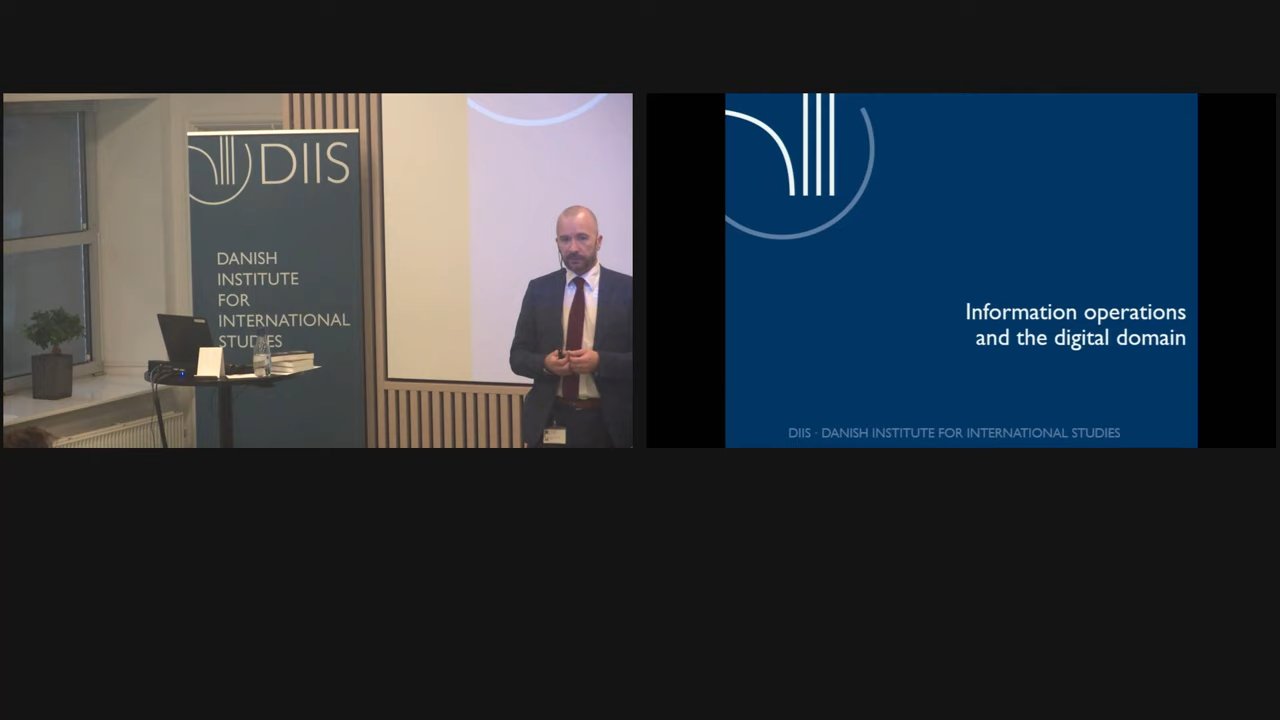 DIIS
DANISH
INSTITUTE
FOR
INTERNATIONAL
STUDIES
Information operations
and the digital domain
DIIS · DANISH INSTITUTE FOR INTERNATIONAL STUDIES